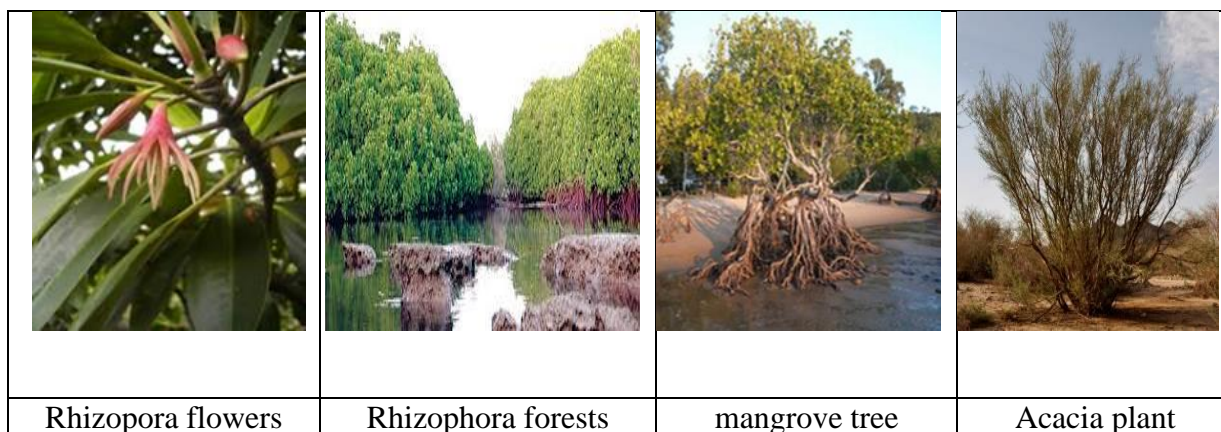 Rhizopora flowers
Rhizophora forests
mangrove tree
Acacia plant